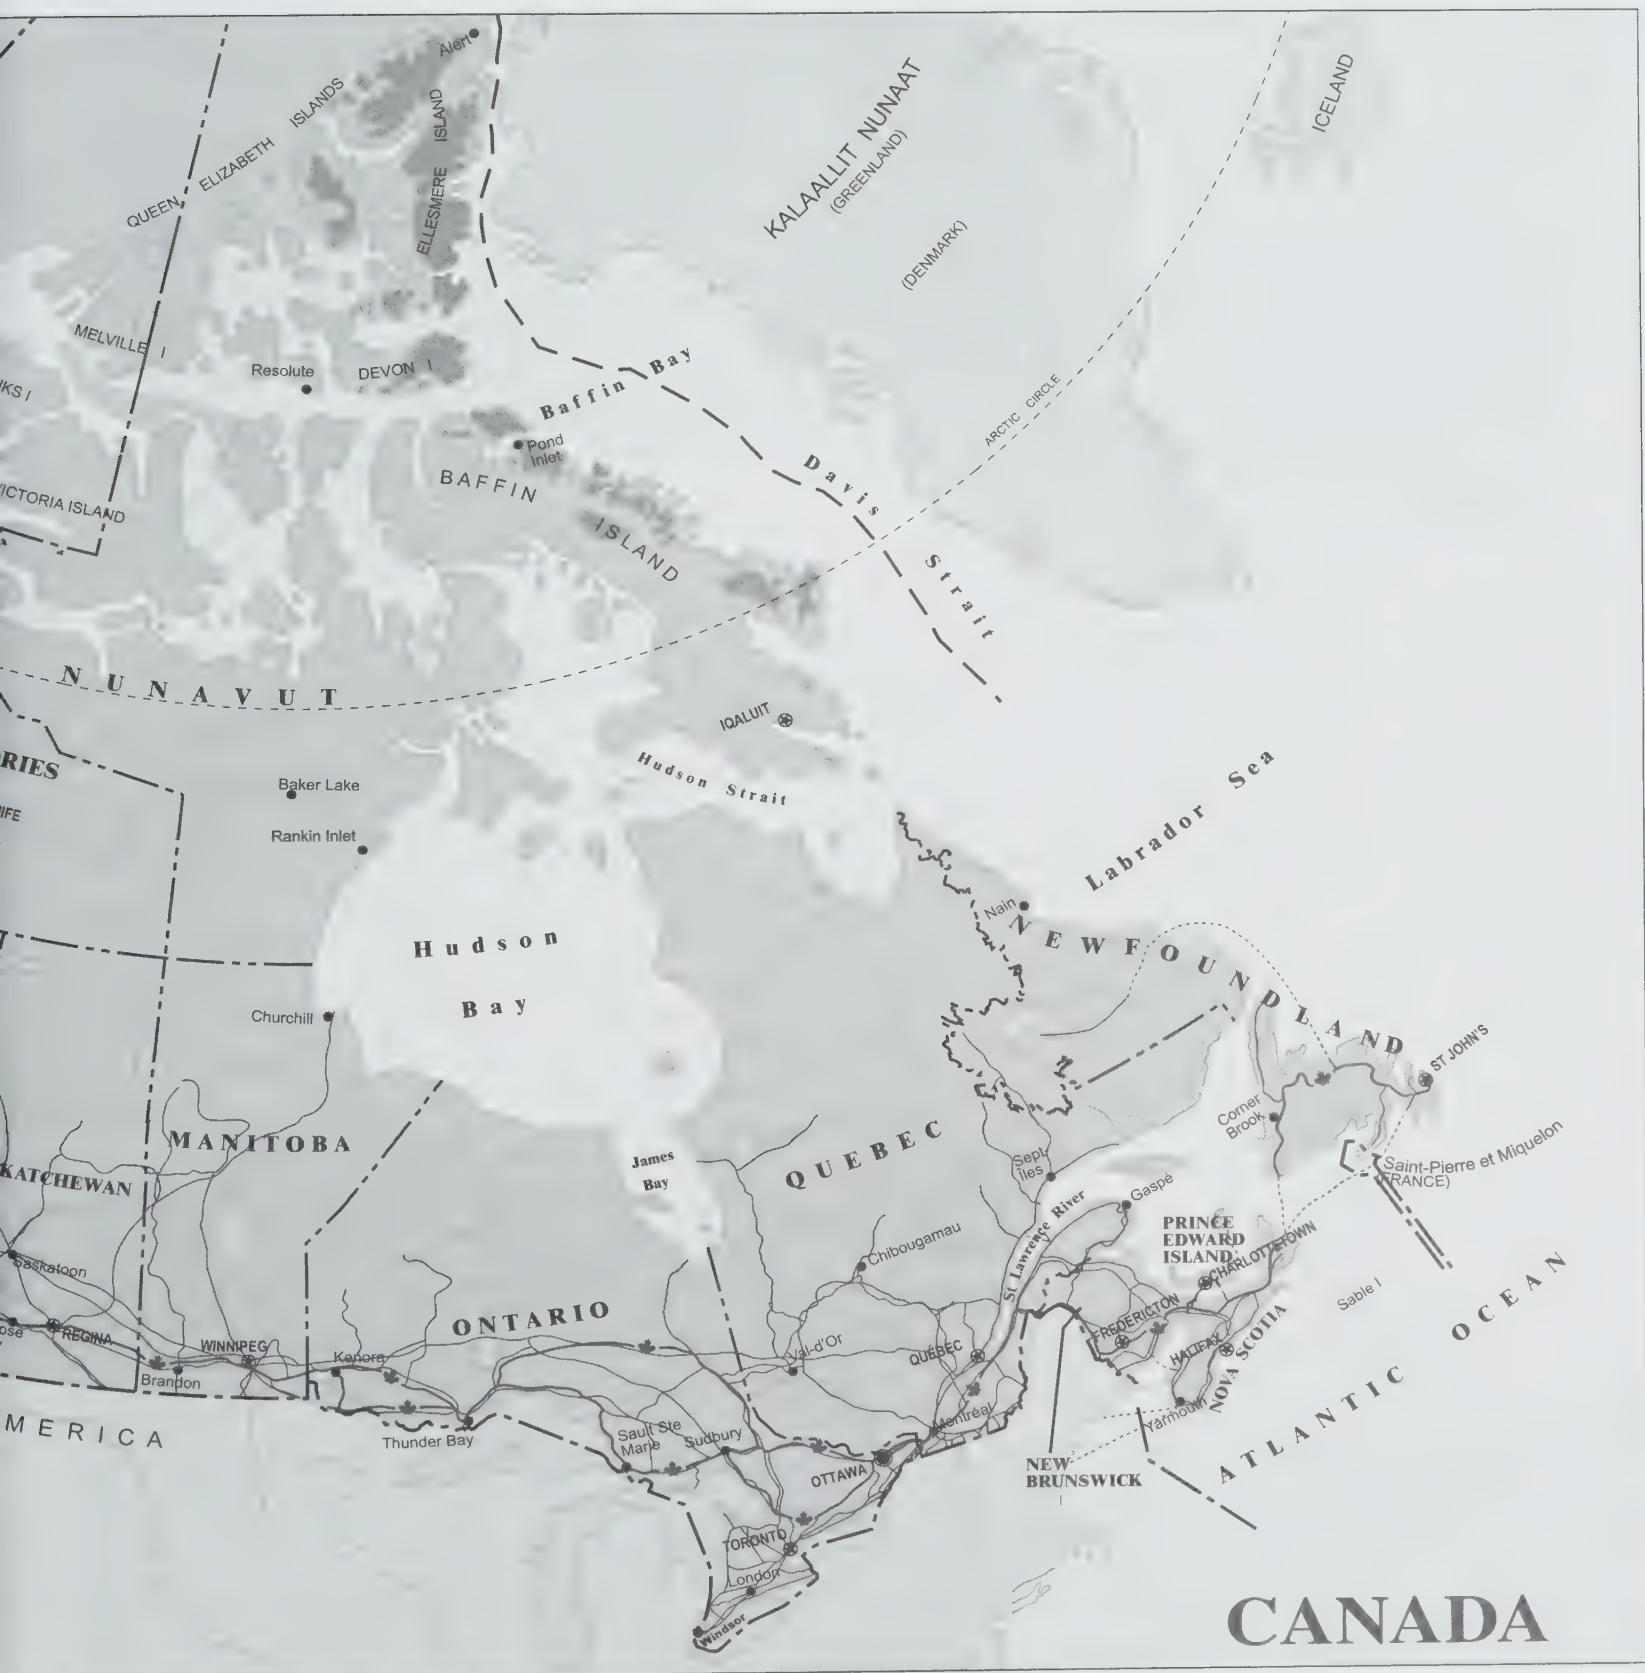 Alert
QUEEN ELIZABETH ISLANDS
ELLESMERE ISLAND
KALAALLIT NUNAAT
(GREENLAND)
(DENMARK)
ICELAND
MELVILLE I
Resolute
DEVON I
Baffin Bay
ARCTIC CIRCLE
KS I
Pond
Inlet
BAFFIN
ISLAND
Davis
Strait
ICTORIA ISLAND
NUNAVUT
IQALUIT
RIES
Hudson Strait
Baker Lake
IFE
Rankin Inlet
Labrador Sea
Nain
NEWFOUNDLAND
Hudson
Bay
Churchill
ST JOHN'S
Corner
Brook
MANITOBA
QUEBEC
James
Bay
Sept-
Îles
Saint-Pierre et Miquelon
(FRANCE)
KATCHEWAN
Gaspé
St Lawrence River
PRINCE
EDWARD
ISLAND
CHARLOTTETOWN
Chibougamau
Saskatoon
Sable I
ATLANTIC OCEAN
ONTARIO
ose
REGINA
WINNIPEG
Kenora
Val-d'Or
QUÉBEC
FREDERICTON
HALIFAX
NOVA SCOTIA
Brandon
MERICA
Thunder Bay
Sault Ste
Marie
Sudbury
Montréal
Yarmouth
OTTAWA
NEW
BRUNSWICK
TORONTO
London
Windsor
CANADA